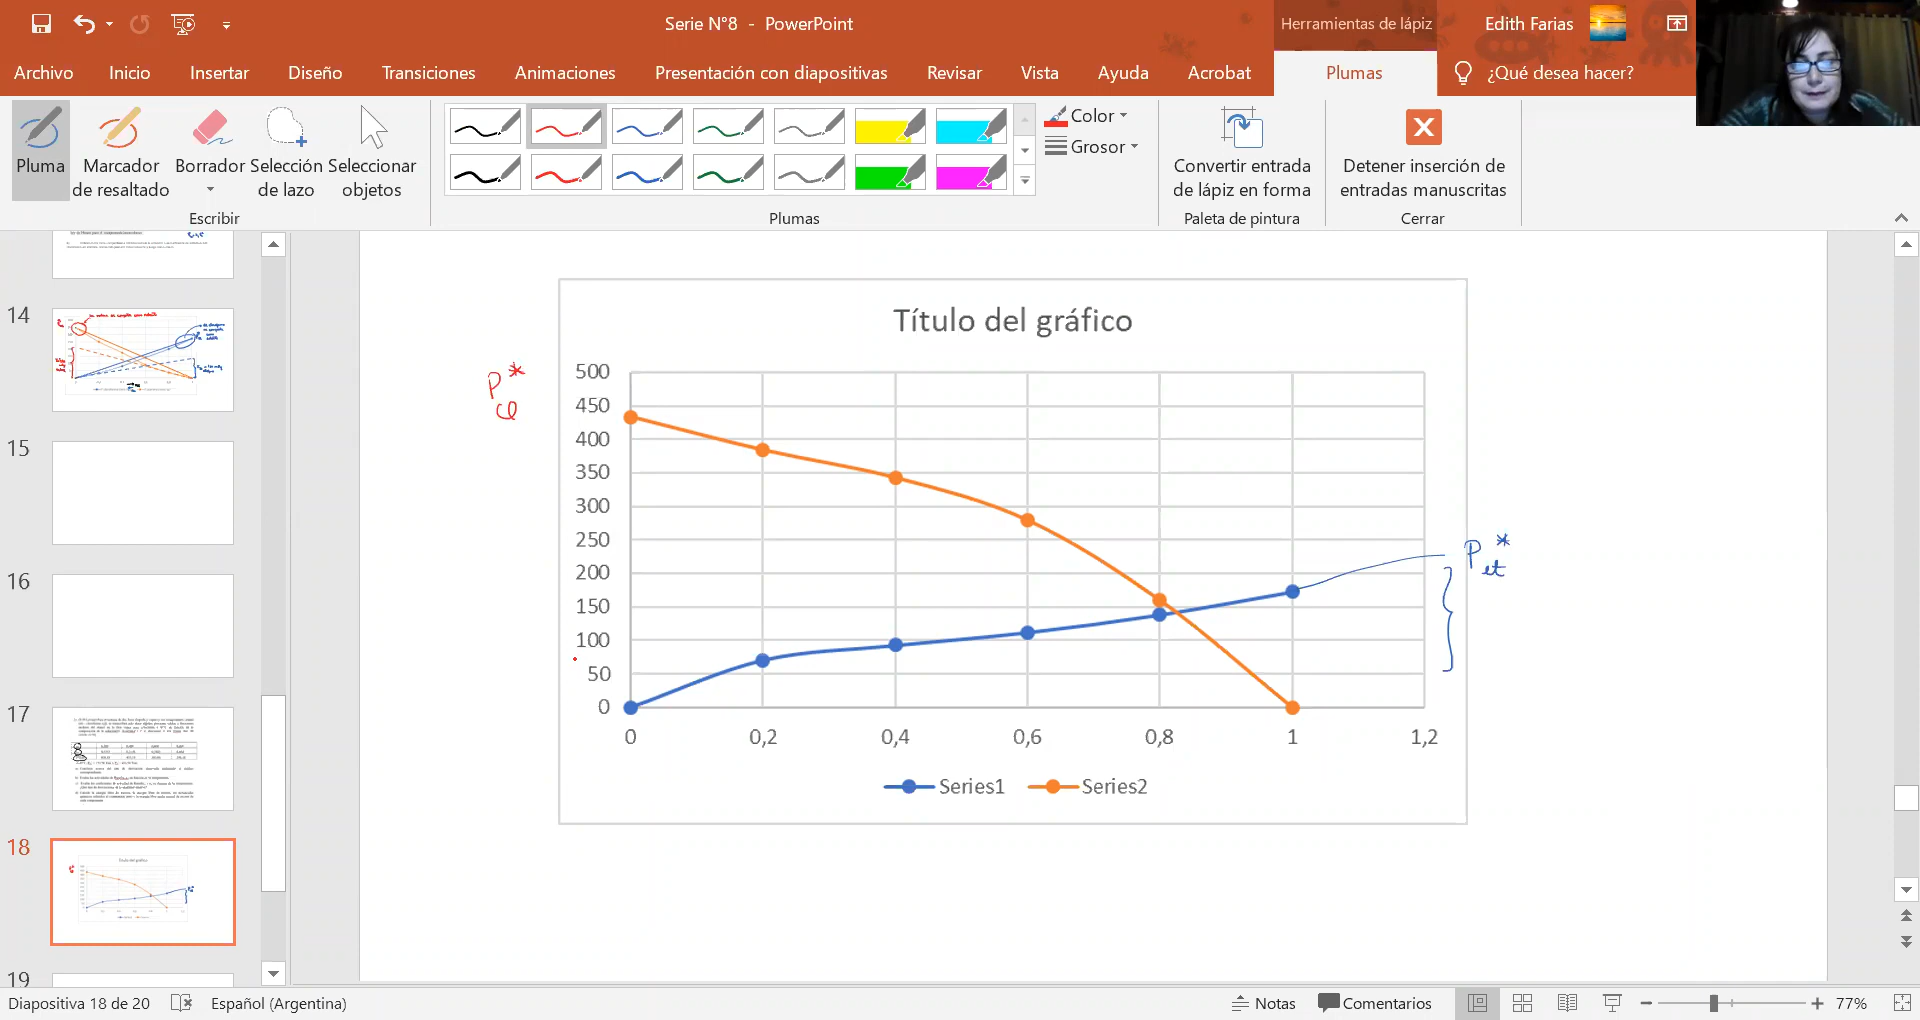 Serie N°8 - PowerPoint
Herramientas de lápiz
Edith Farias
Archivo
Inicio
Insertar
Diseño
Transiciones
Animaciones
Presentación con diapositivas
Revisar
Vista
Ayuda
Acrobat
Plumas
¿Qué desea hacer?
Pluma
Marcador
de resaltado
Borrador
Selección
de lazo
Seleccionar
objetos
Escribir
Color
Grosor
Plumas
Convertir entrada
de lápiz en forma
Paleta de pintura
Detener inserción de
entradas manuscritas
Cerrar
14
15
16
17
18
19
Título del gráfico
P*
500
450
400
350
300
250
200
150
100
50
0
0 0,2 0,4 0,6 0,8 1 1,2
Series1 Series2
P*
et
Diapositiva 18 de 20
Español (Argentina)
Notas
Comentarios
77%